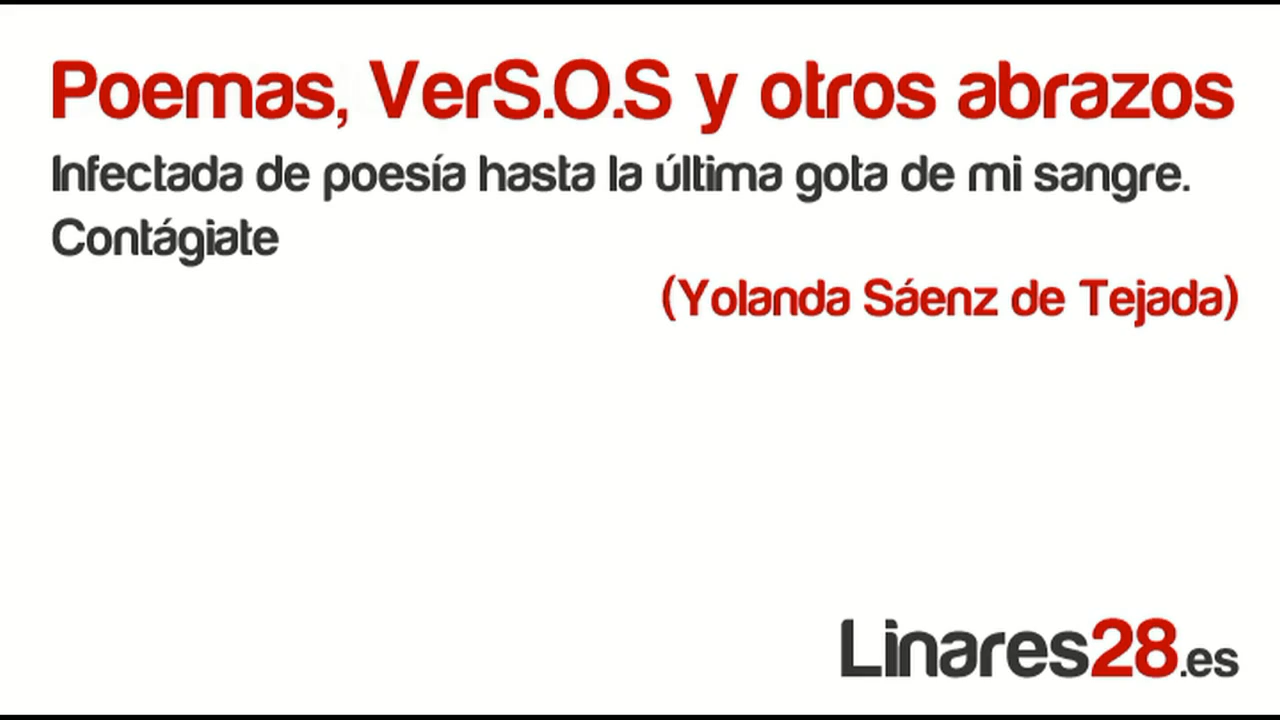 Poemas, VerS.O.S y otros abrazos
Infectada de poesía hasta la última gota de mi sangre.
Contágiate
(Yolanda Sáenz de Tejada)
Linares28.es